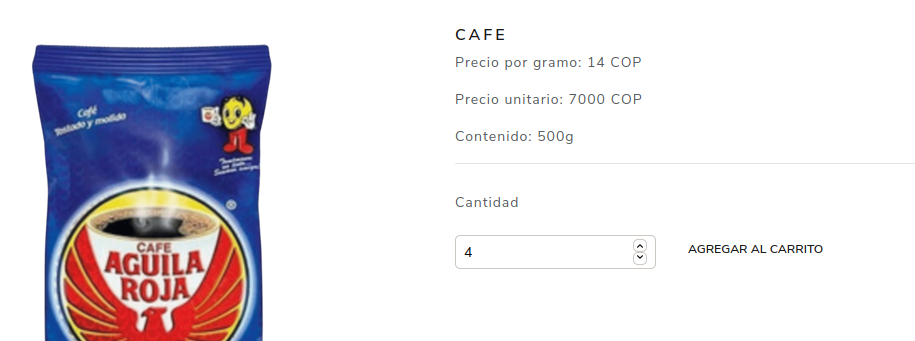 CAFE
Precio por gramo: 14 COP
Precio unitario: 7000 COP
Contenido: 500g
Cantidad
4
AGREGAR AL CARRITO
Café
Tostado y molido
®
CAFE
AGUILA
ROJA